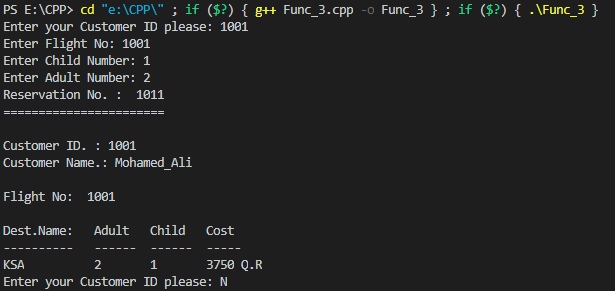 PS E:\CPP> cd "e:\CPP\" ; if ($?) { g++ Func_3.cpp -o Func_3 } ; if ($?) { .\Func_3 }
Enter your Customer ID please: 1001
Enter Flight No: 1001
Enter Child Number: 1
Enter Adult Number: 2
Reservation No. :  1011
=======================
Customer ID. : 1001
Customer Name.: Mohamed_Ali
Flight No:  1001
Dest.Name:   Adult   Child   Cost
----------   ------  ------  -----
KSA          2       1       3750 Q.R
Enter your Customer ID please: N